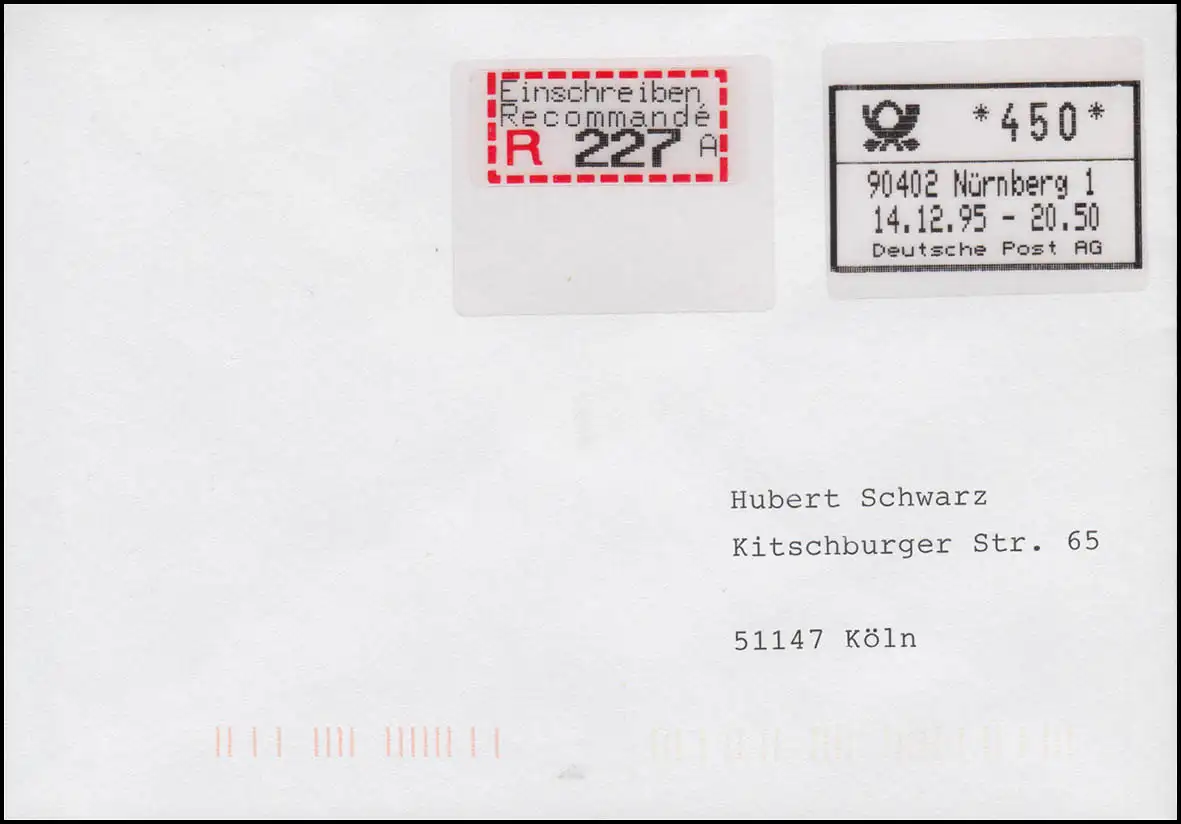 Einschreiben
Recommandé
R 227 A
*450*
90402 Nürnberg 1
14.12.95 - 20.50
Deutsche Post AG
Hubert Schwarz
Kitschburger Str. 65
51147 Köln